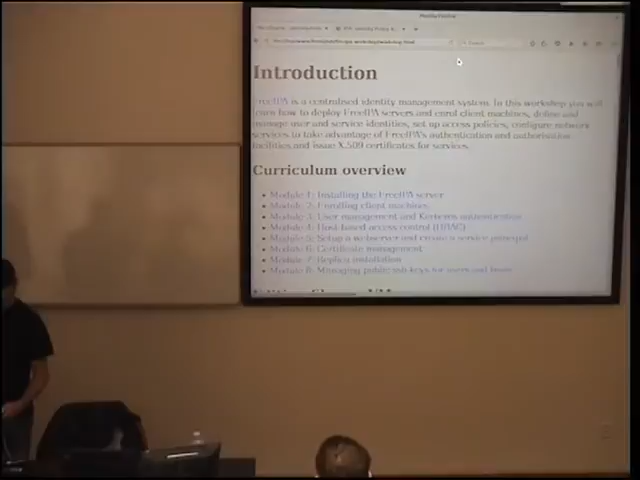 Mozilla Firefox
Introduction
FreeIPA is a centralised identity management system. In this workshop you will
learn how to deploy FreeIPA servers and enrol client machines, define and
manage user and service identities, set up access policies, configure network
services to take advantage of FreeIPA's authentication and authorisation
facilities and issue X.509 certificates for services.
Curriculum overview
• Module 1: Installing the FreeIPA server
• Module 2: Enrolling client machines
• Module 3: User management and Kerberos authentication
• Module 4: Host based access control (HBAC)
• Module 5: Setup a webserver and create a service principal
• Module 6: Certificate management
• Module 7: Replica installation
• Module 8: Managing public ssh keys for users and hosts